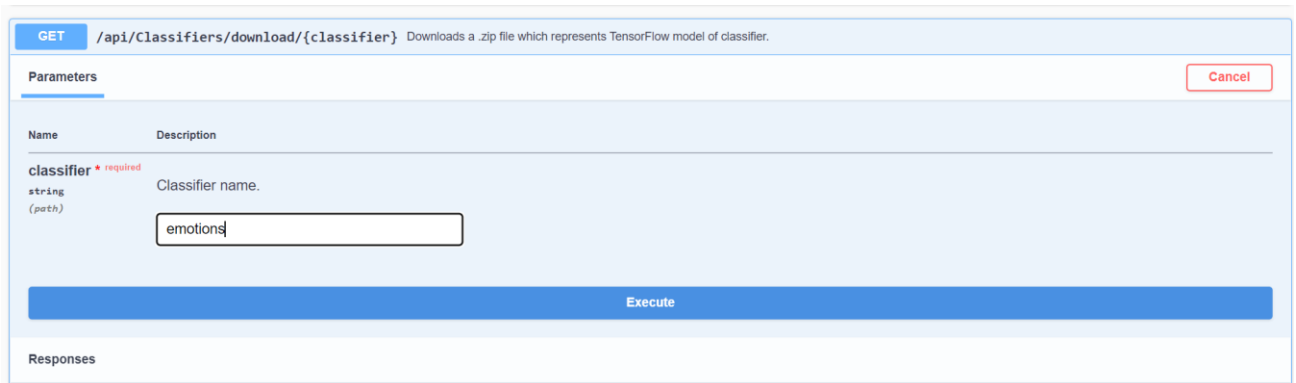 GET /api/Classifiers/download/{classifier} Downloads a .zip file which represents TensorFlow model of classifier.
Parameters Cancel
Name Description
classifier * required
string
(path)
Classifier name.
emotions
Execute
Responses